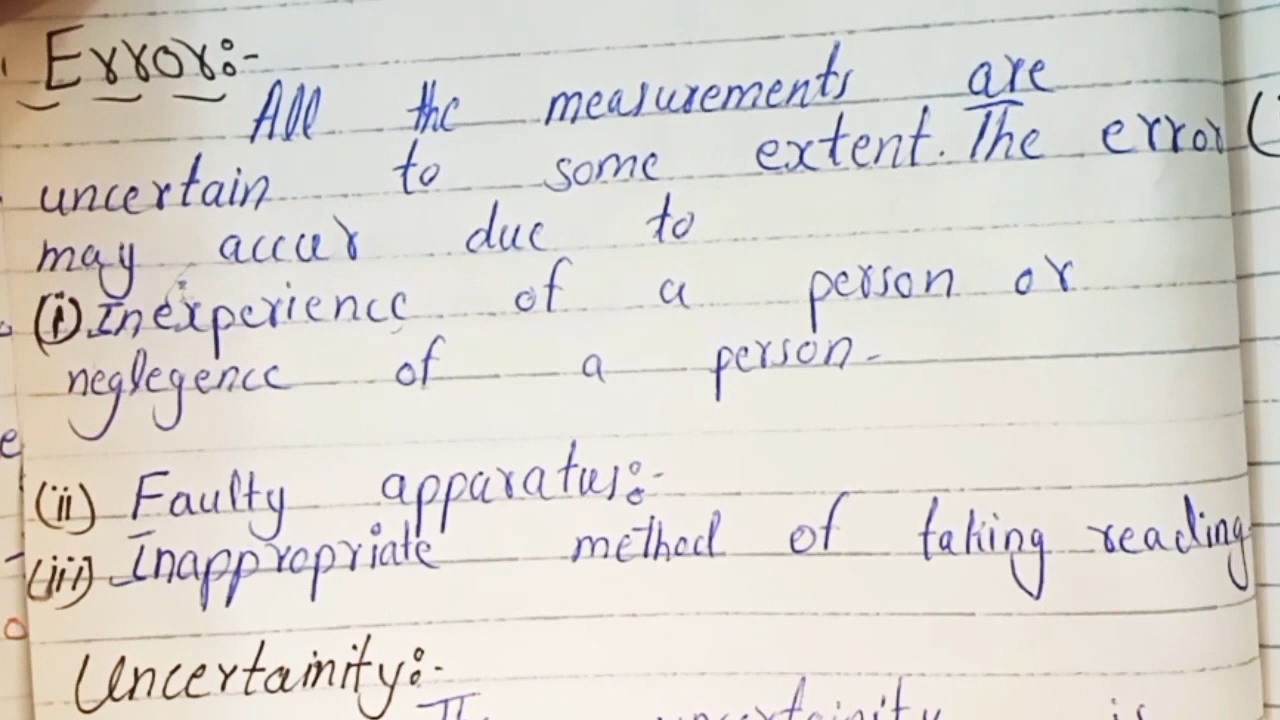 Error:-
All the measurements are
uncertain to some extent. The error
may accur due to
(i) Inexperience of a person or
neglegence of a person.
(ii) Faulty apparatus:-
(iii) Inappropriate method of taking reading
Uncertainity:-